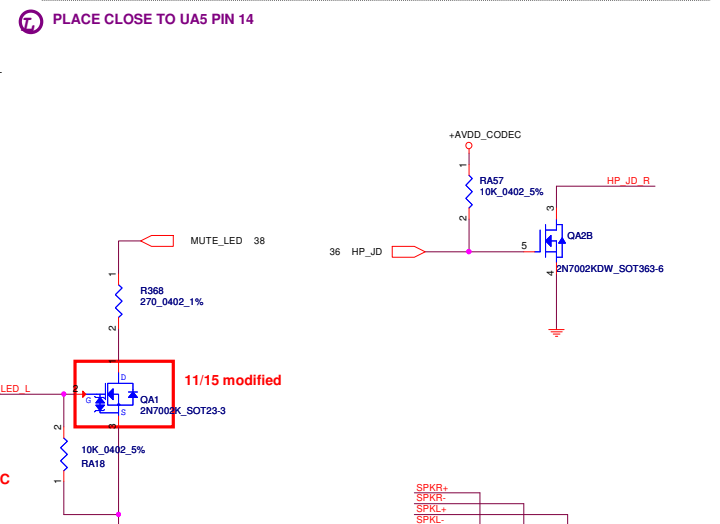 PLACE CLOSE TO UA5 PIN 14
+AVDD_CODEC
1
RA57
10K_0402_5%
2
HP_JD_R
3
QA2B
MUTE_LED 38
36 HP_JD
5
2N7002KDW_SOT363-6
4
1
R368
270_0402_1%
2
1
11/15 modified
D
LED_L
2
G
QA1
2N7002K_SOT23-3
S
3
2
10K_0402_5%
RA18
1
C
SPKR+
SPKR-
SPKL+
SPKL-